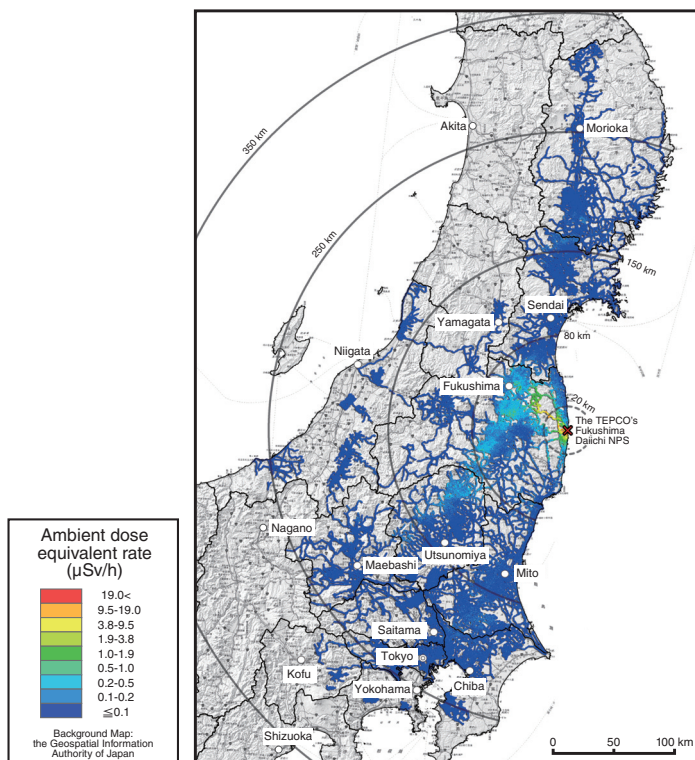 350 km
Akita
Morioka
250 km
150 km
Sendai
Yamagata
80 km
Niigata
Fukushima
20 km
The TEPCO's
Fukushima
Daiichi NPS
Nagano
Utsunomiya
Maebashi
Mito
Saitama
Tokyo
Kofu
Chiba
Yokohama
Shizuoka
0 50 100 km
Ambient dose
equivalent rate
(μSv/h)
19.0<
9.5-19.0
3.8-9.5
1.9-3.8
1.0-1.9
0.5-1.0
0.2-0.5
0.1-0.2
≦0.1
Background Map:
the Geospatial Information
Authority of Japan